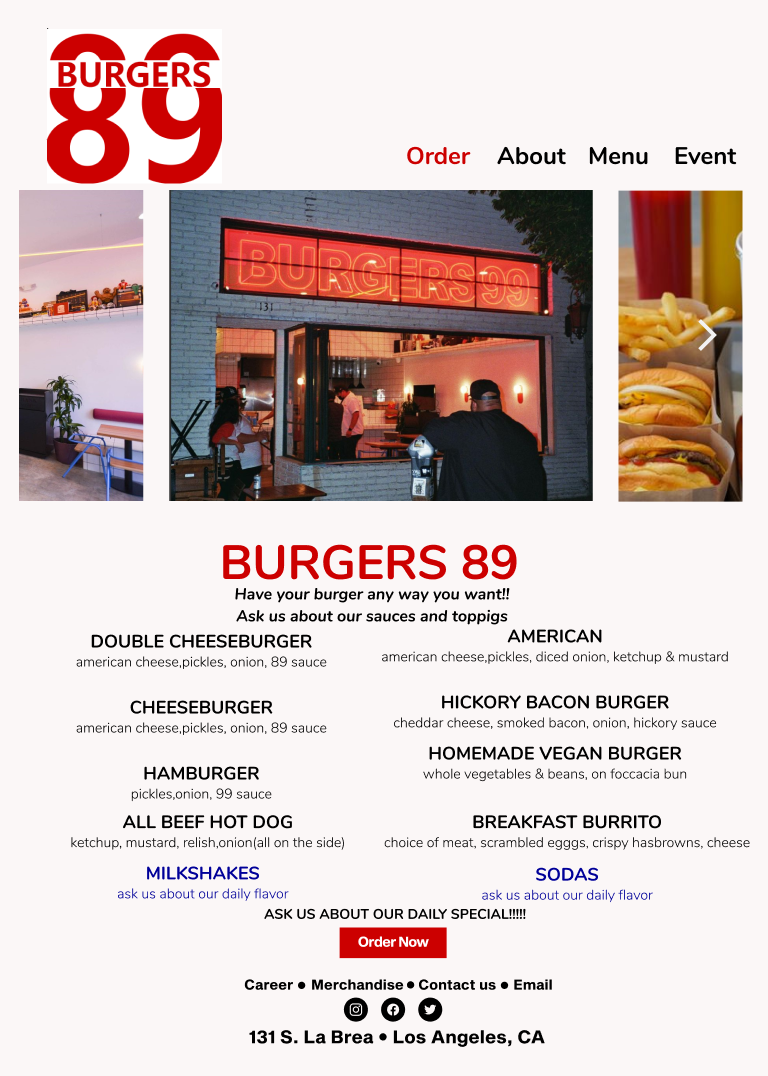 BURGERS
89
Order About Menu Event
BURGERS 99
131
BURGERS 89
Have your burger any way you want!!
Ask us about our sauces and toppigs
DOUBLE CHEESEBURGER
american cheese,pickles, onion, 89 sauce
AMERICAN
american cheese,pickles, diced onion, ketchup & mustard
CHEESEBURGER
american cheese,pickles, onion, 89 sauce
HICKORY BACON BURGER
cheddar cheese, smoked bacon, onion, hickory sauce
HOMEMADE VEGAN BURGER
whole vegetables & beans, on foccacia bun
HAMBURGER
pickles,onion, 99 sauce
ALL BEEF HOT DOG
ketchup, mustard, relish,onion(all on the side)
BREAKFAST BURRITO
choice of meat, scrambled egggs, crispy hasbrowns, cheese
MILKSHAKES
ask us about our daily flavor
SODAS
ask us about our daily flavor
ASK US ABOUT OUR DAILY SPECIAL!!!!!
Order Now
Career ● Merchandise ● Contact us ● Email
131 S. La Brea ● Los Angeles, CA